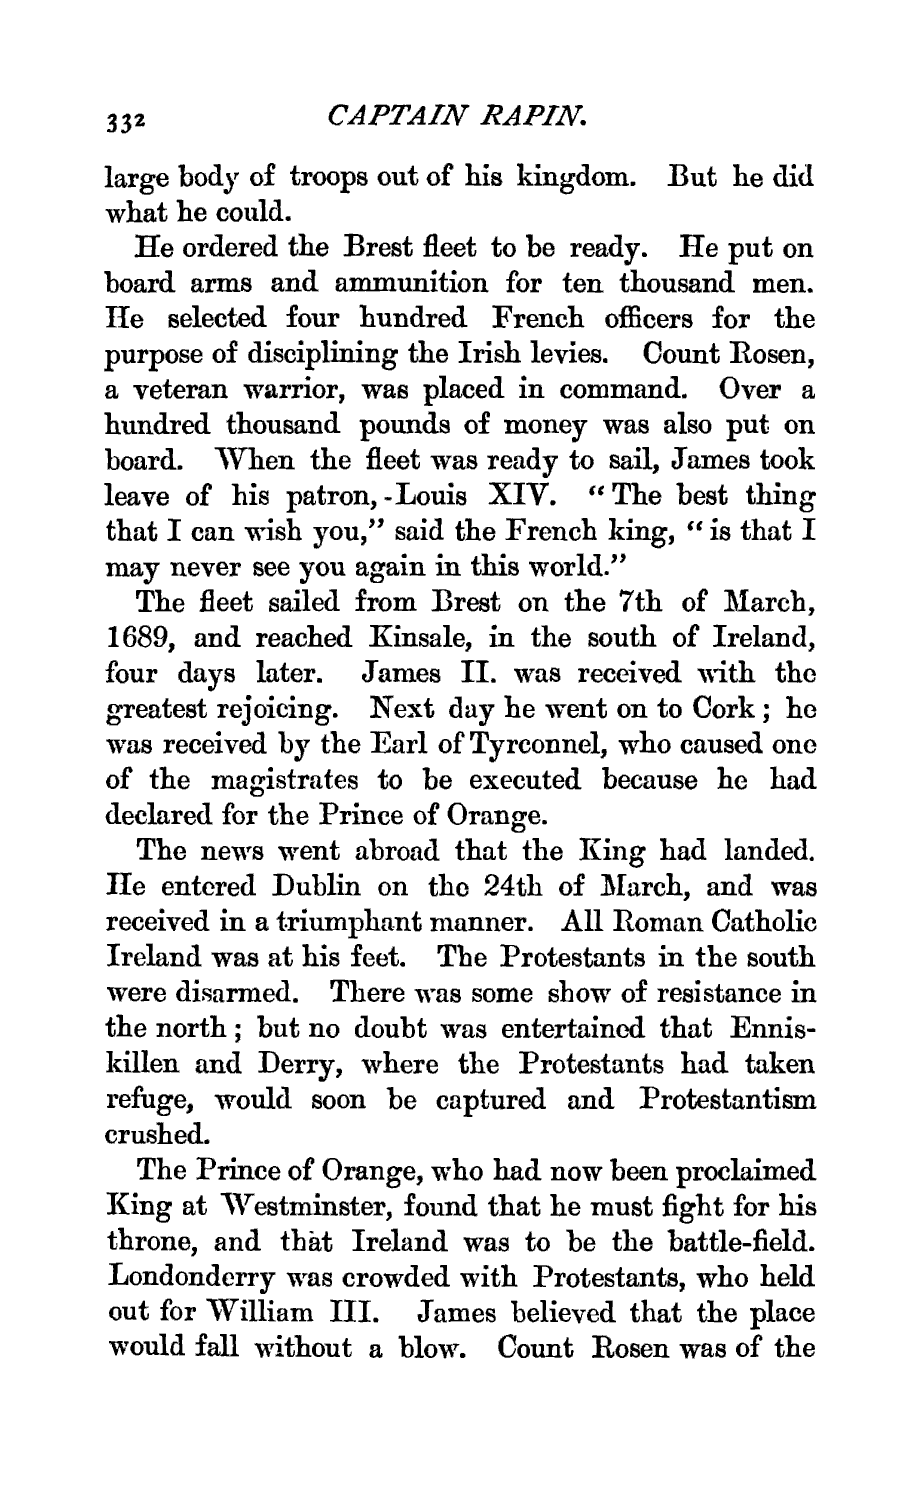 332 CAPTAIN RAPIN.
large body of troops out of his kingdom. But he did
what he could.
He ordered the Brest fleet to be ready. He put on
board arms and ammunition for ten thousand men.
He selected four hundred French officers for the
purpose of disciplining the Irish levies. Count Rosen,
a veteran warrior, was placed in command. Over a
hundred thousand pounds of money was also put on
board. When the fleet was ready to sail, James took
leave of his patron, -Louis XIV. “The best thing
that I can wish you,” said the French king, “is that I
may never see you again in this world.”
The fleet sailed from Brest on the 7th of March,
1689, and reached Kinsale, in the south of Ireland,
four days later. James II. was received with the
greatest rejoicing. Next day he went on to Cork; he
was received by the Earl of Tyrconnel, who caused one
of the magistrates to be executed because he had
declared for the Prince of Orange.
The news went abroad that the King had landed.
He entered Dublin on the 24th of March, and was
received in a triumphant manner. All Roman Catholic
Ireland was at his feet. The Protestants in the south
were disarmed. There was some show of resistance in
the north; but no doubt was entertained that Ennis-
killen and Derry, where the Protestants had taken
refuge, would soon be captured and Protestantism
crushed.
The Prince of Orange, who had now been proclaimed
King at Westminster, found that he must fight for his
throne, and that Ireland was to be the battle-field.
Londonderry was crowded with Protestants, who held
out for William III. James believed that the place
would fall without a blow. Count Rosen was of the